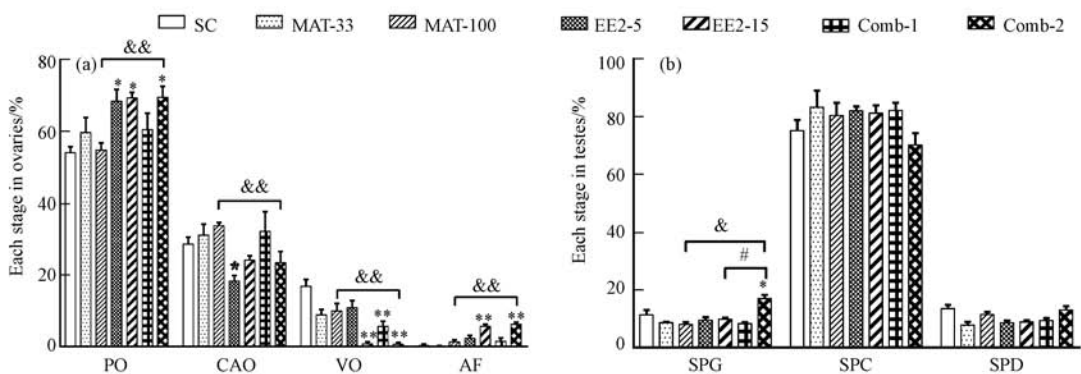 SC MAT-33 MAT-100 EE2-5 EE2-15 Comb-1 Comb-2
(a)
Each stage in ovaries/%
80
60
40
20
0
&&
* * *
&&
*
&&
** ** **
&&
** **
PO CAO VO AF
(b)
Each stage in testes/%
100
80
60
40
20
0
&
#
*
SPG SPC SPD